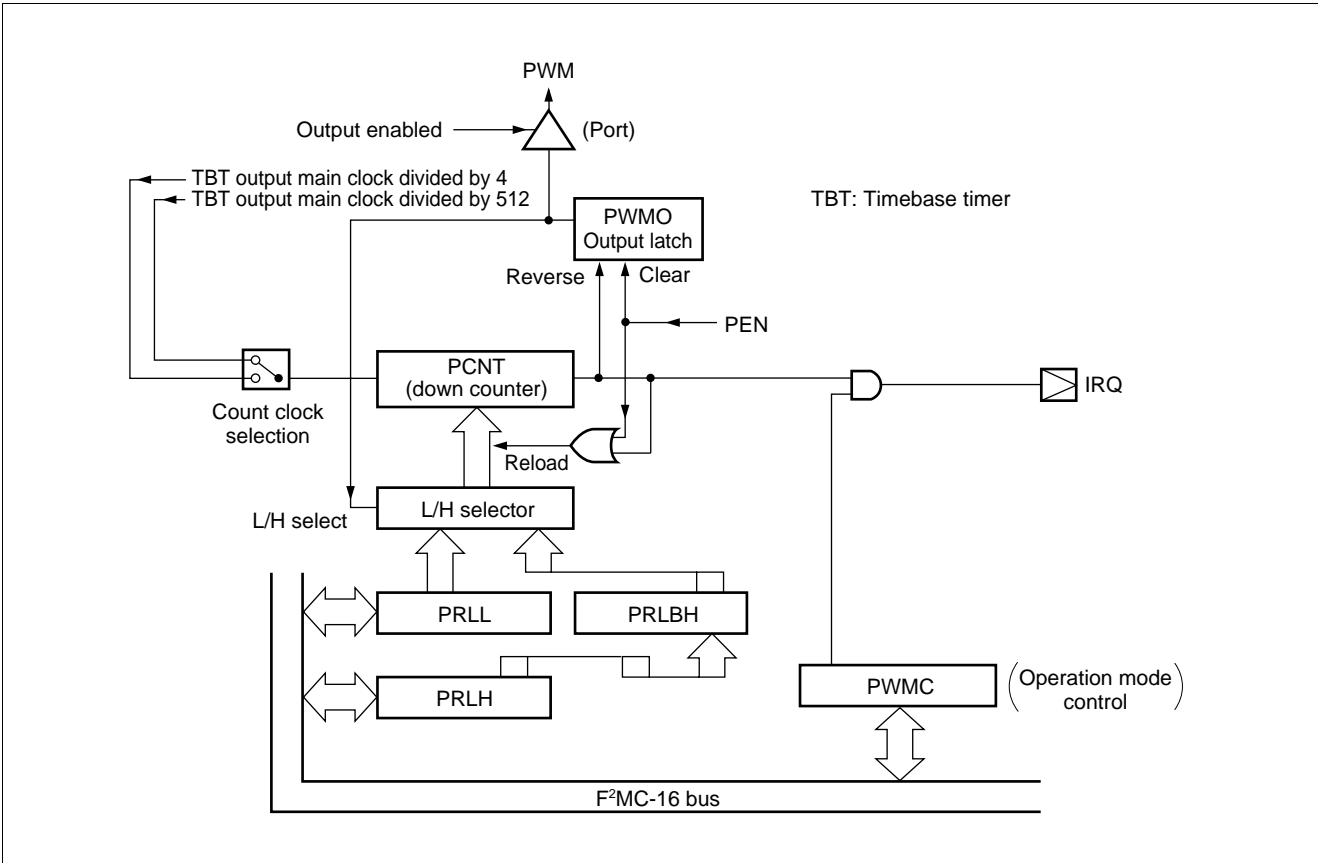 PWM
Output enabled
(Port)
TBT output main clock divided by 4
TBT output main clock divided by 512
TBT: Timebase timer
PWMO
Output latch
Reverse
Clear
PEN
PCNT
(down counter)
IRQ
Count clock
selection
Reload
L/H selector
L/H select
PRLL
PRLBH
PRLH
PWMC
(Operation mode
control)
F²MC-16 bus